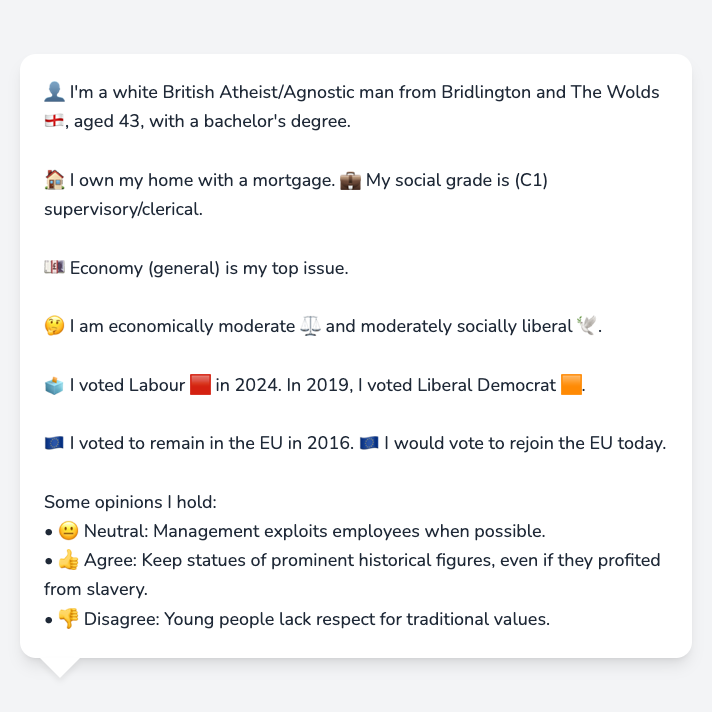 👤 I'm a white British Atheist/Agnostic man from Bridlington and The Wolds
🏴󠁧󠁢󠁥󠁮󠁧󠁿, aged 43, with a bachelor's degree.
🏠 I own my home with a mortgage. 💼 My social grade is (C1)
supervisory/clerical.
💷 Economy (general) is my top issue.
🤔 I am economically moderate ⚖️ and moderately socially liberal 🕊️.
🗳️ I voted Labour 🟥 in 2024. In 2019, I voted Liberal Democrat 🟧.
🇪🇺 I voted to remain in the EU in 2016. 🇪🇺 I would vote to rejoin the EU today.
Some opinions I hold:
• 😐 Neutral: Management exploits employees when possible.
• 👍 Agree: Keep statues of prominent historical figures, even if they profited
from slavery.
• 👎 Disagree: Young people lack respect for traditional values.